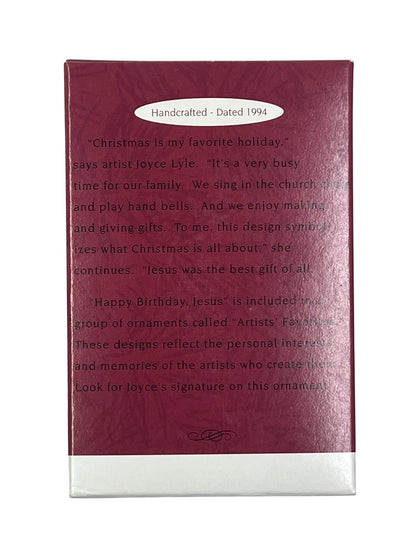 Handcrafted - Dated 1994
"Christmas is my favorite holiday,"
says artist Joyce Lyle. "It's a very busy
time for our family. We sing in the church
and play hand bells. And we enjoy making
and giving gifts. To me, this design symbol-
izes what Christmas is all about," she
continues. "Jesus was the best gift of all.
"Happy Birthday, Jesus" is included in a
group of ornaments called "Artists' Favorites.
These designs reflect the personal interests
and memories of the artists who create them.
Look for Joyce's signature on this ornament.